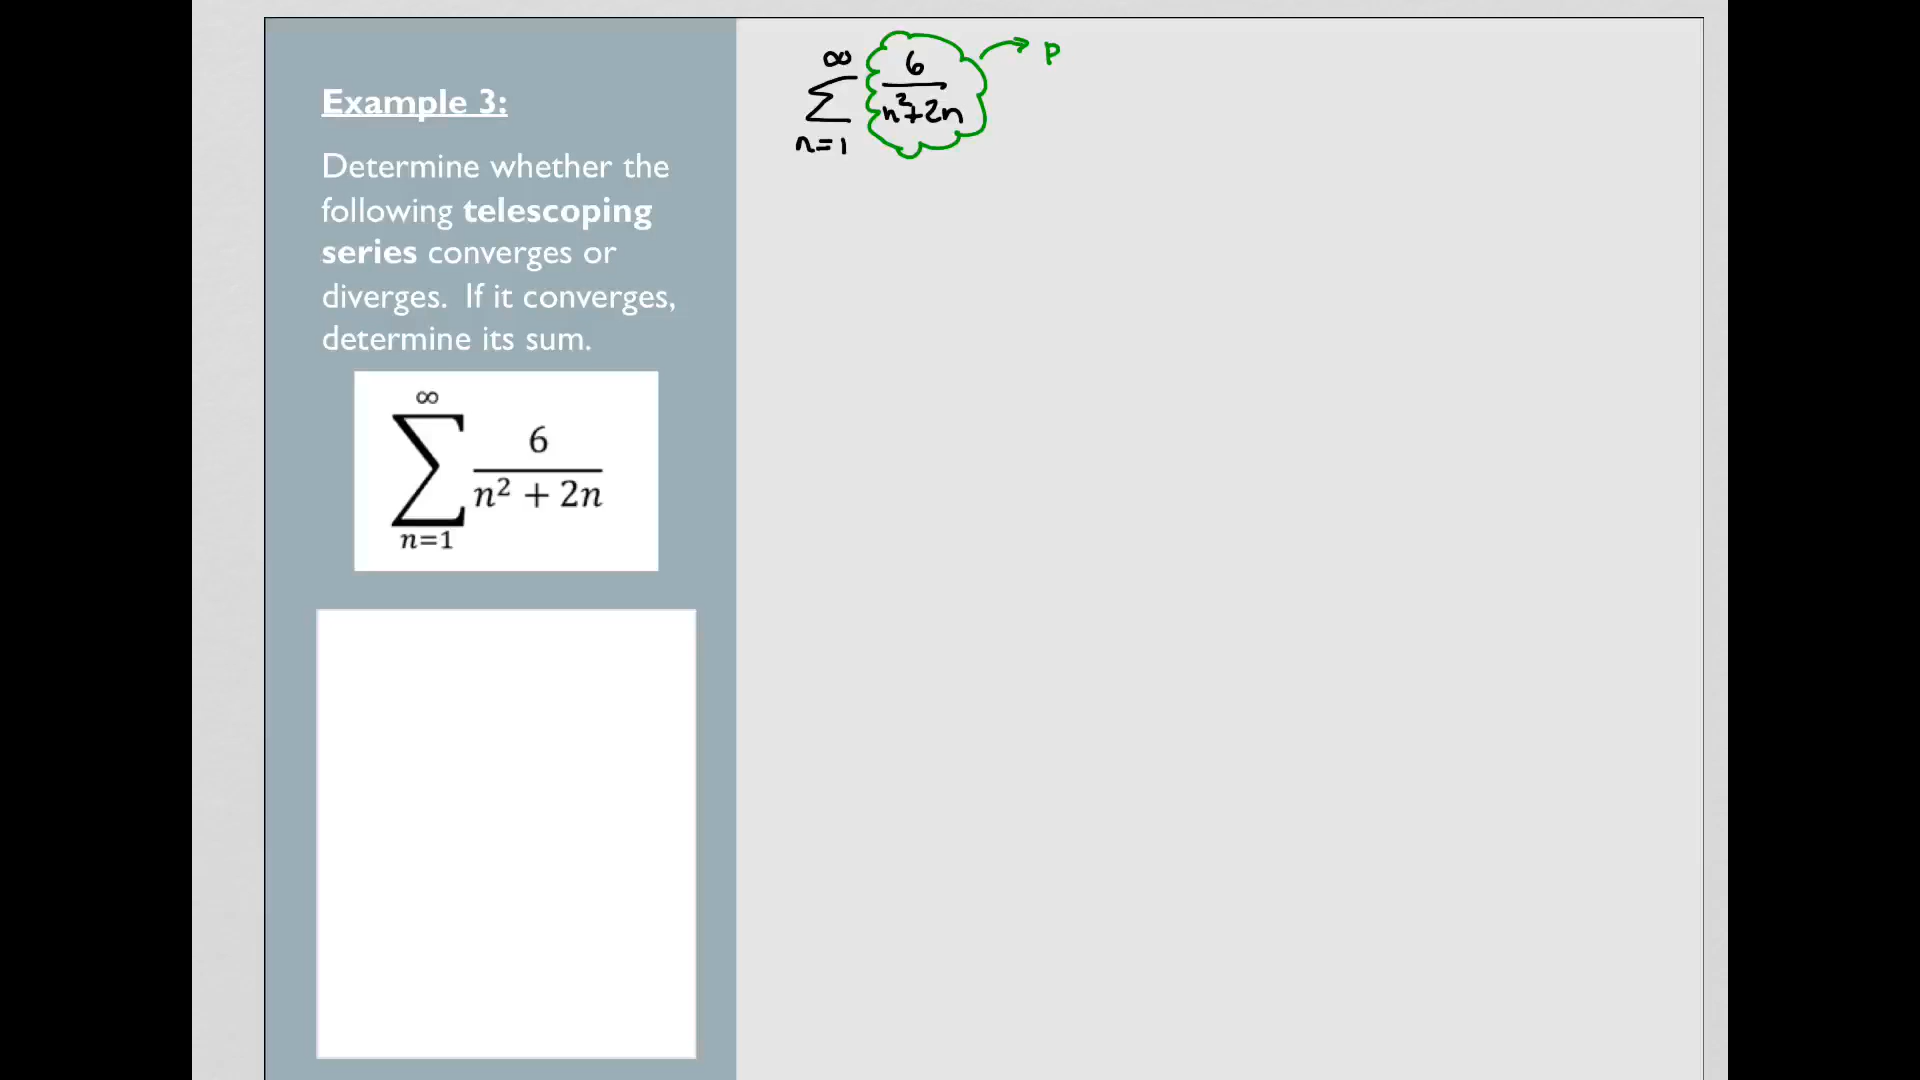 Example 3:
Determine whether the
following telescoping
series converges or
diverges. If it converges,
determine its sum.
∞
∑ 6/(n² + 2n)
n=1
∞
∑ 6/(n²+2n) → P
n=1